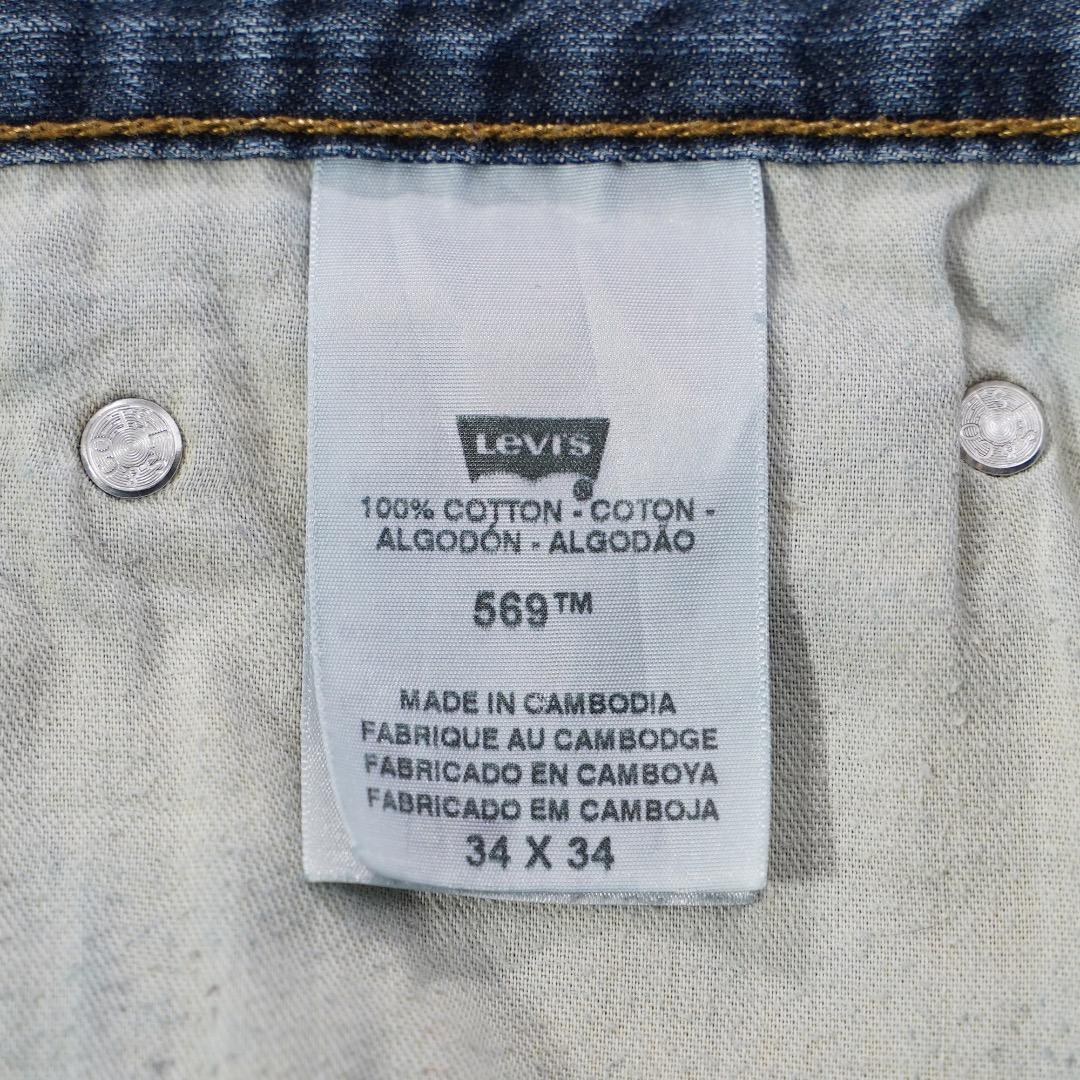 Levi's
®
100% COTTON - COTON -
ALGODÓN - ALGODÃO
569™
MADE IN CAMBODIA
FABRIQUE AU CAMBODGE
FABRICADO EN CAMBOYA
FABRICADO EM CAMBOJA
34 X 34